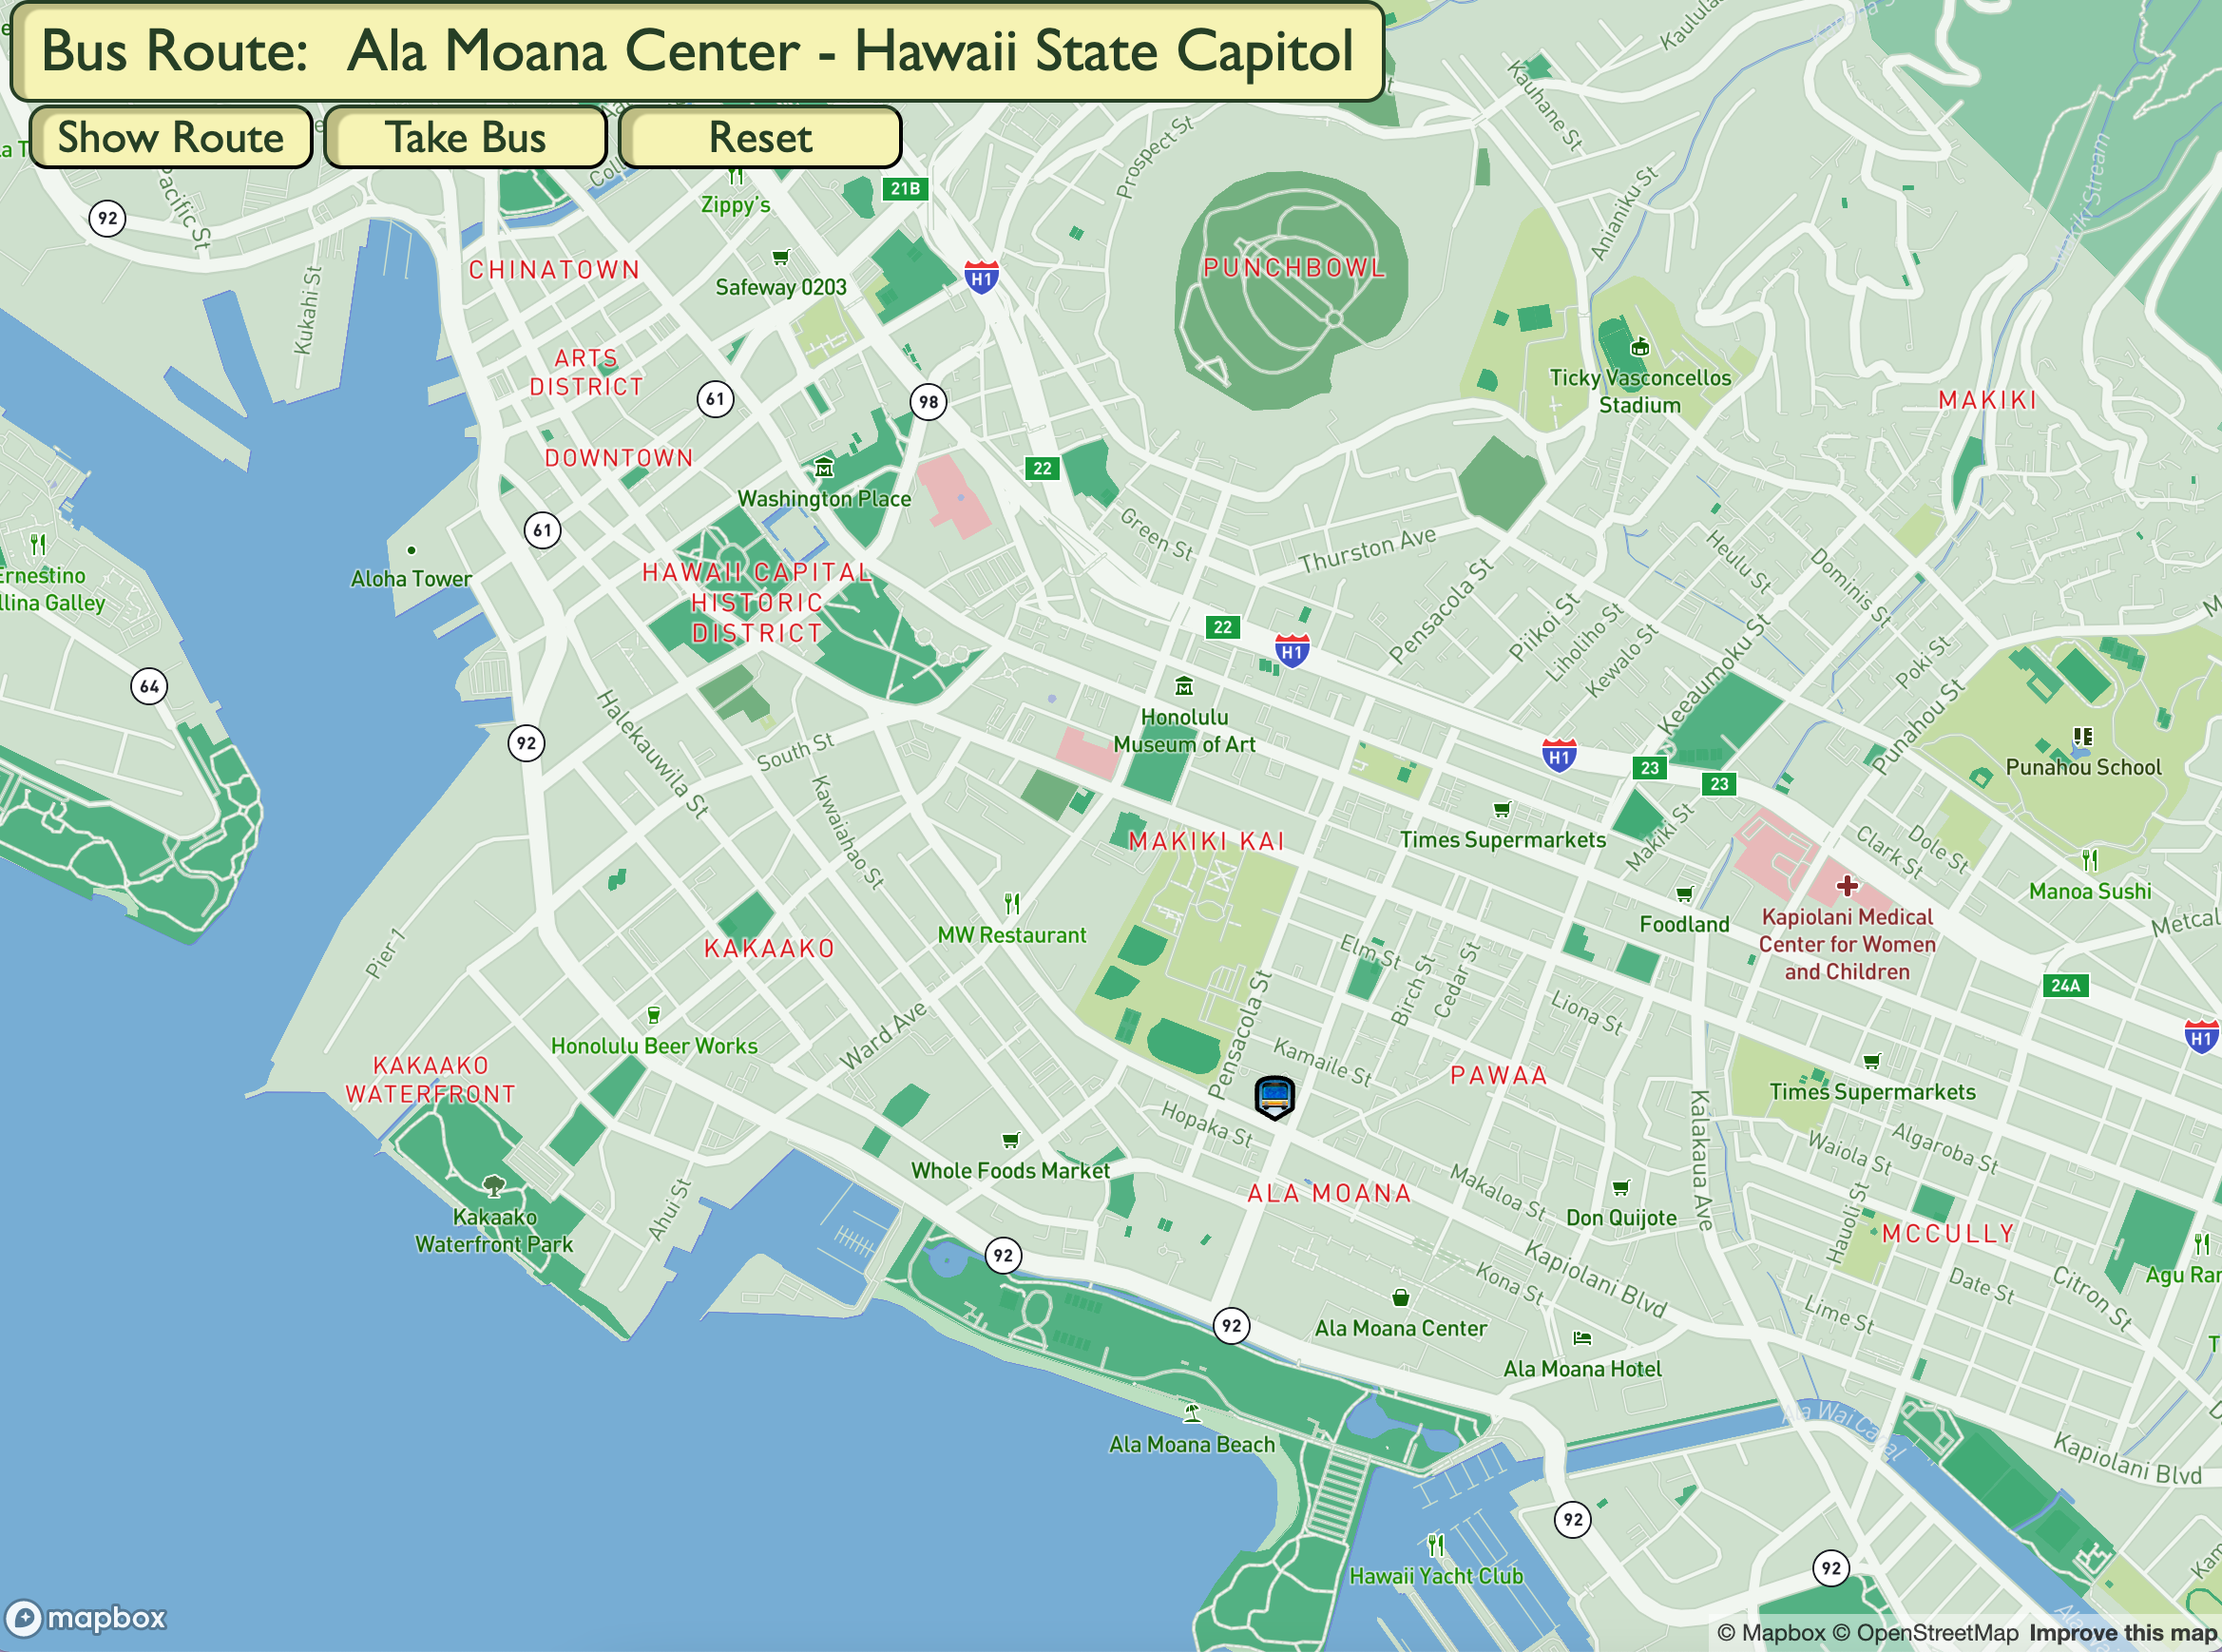 Bus Route: Ala Moana Center - Hawaii State Capitol
Show Route
Take Bus
Reset
Kauhane St
Prospect St
Pacific St
92
21B
Zippy's
Anianiku St
CHINATOWN
Safeway 0203
H1
PUNCHBOWL
Kukahi St
ARTS
DISTRICT
61
98
Ticky Vasconcellos
Stadium
MAKIKI
DOWNTOWN
22
Washington Place
61
Green St
Thurston Ave
Heulu St
Dominis St
Aloha Tower
HAWAII CAPITAL
HISTORIC
DISTRICT
Pensacola St
Piikoi St
Liholiho St
Kewalo St
Keeaumoku St
Poki St
Punahou St
22
H1
64
92
Halekauwila St
South St
Kawaiahao St
Honolulu
Museum of Art
H1
23
23
Punahou School
MAKIKI KAI
Times Supermarkets
Makiki St
Clark St
Dole St
Manoa Sushi
MW Restaurant
KAKAAKO
Pier 1
Foodland
Kapiolani Medical
Center for Women
and Children
24A
H1
Elm St
Birch St
Cedar St
Liona St
Pensacola St
Honolulu Beer Works
Ward Ave
Kamaile St
PAWAA
Times Supermarkets
KAKAAKO
WATERFRONT
Hopaka St
Kalakaua Ave
Waiola St
Algaroba St
Whole Foods Market
ALA MOANA
Makaloa St
Don Quijote
Hauoli St
MCCULLY
Kakaako
Waterfront Park
Ahui St
92
Kapiolani Blvd
Kona St
Date St
Citron St
Lime St
92
Ala Moana Center
Ala Moana Hotel
Ala Moana Beach
Ala Wai Canal
Kapiolani Blvd
92
Hawaii Yacht Club
92
mapbox
© Mapbox © OpenStreetMap Improve this map